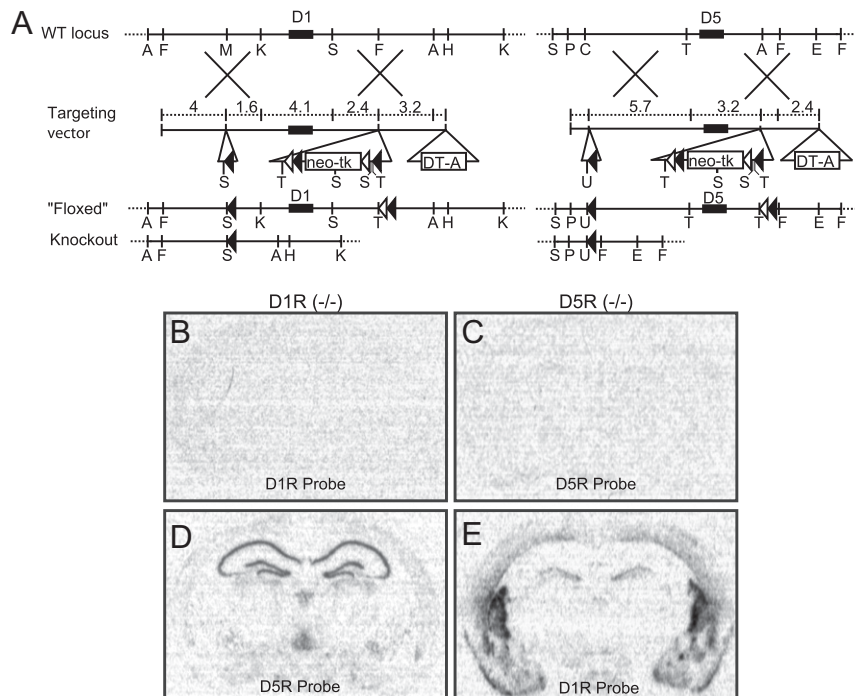 A
D1
D5
WT locus
A F M K S F A H K
S P C T A F E F
4 1.6 4.1 2.4 3.2
5.7 3.2 2.4
Targeting
vector
neo-tk
DT-A
neo-tk
DT-A
S T S S T
U T S S T
D1
D5
"Floxed"
A F S K S T A H K
S P U T T F E F
Knockout
A F S A H K
S P U F E F
D1R (-/-)
D5R (-/-)
B
D1R Probe
C
D5R Probe
D
D5R Probe
E
D1R Probe